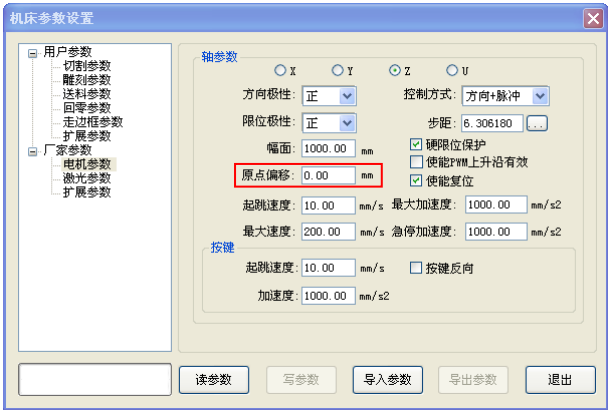 机床参数设置
用户参数
切割参数
雕刻参数
送料参数
回零参数
走边框参数
扩展参数
厂家参数
电机参数
激光参数
扩展参数
轴参数
X Y Z U
方向极性: 正 控制方式: 方向+脉冲
限位极性: 正 步距: 6.306180 ...
幅面: 1000.00 mm 硬限位保护
使能PWM上升沿有效
原点偏移: 0.00 mm 使能复位
起跳速度: 10.00 mm/s 最大加速度: 1000.00 mm/s2
最大速度: 200.00 mm/s 急停加速度: 1000.00 mm/s2
按键
起跳速度: 10.00 mm/s 按键反向
加速度: 1000.00 mm/s2
读参数 写参数 导入参数 导出参数 退出